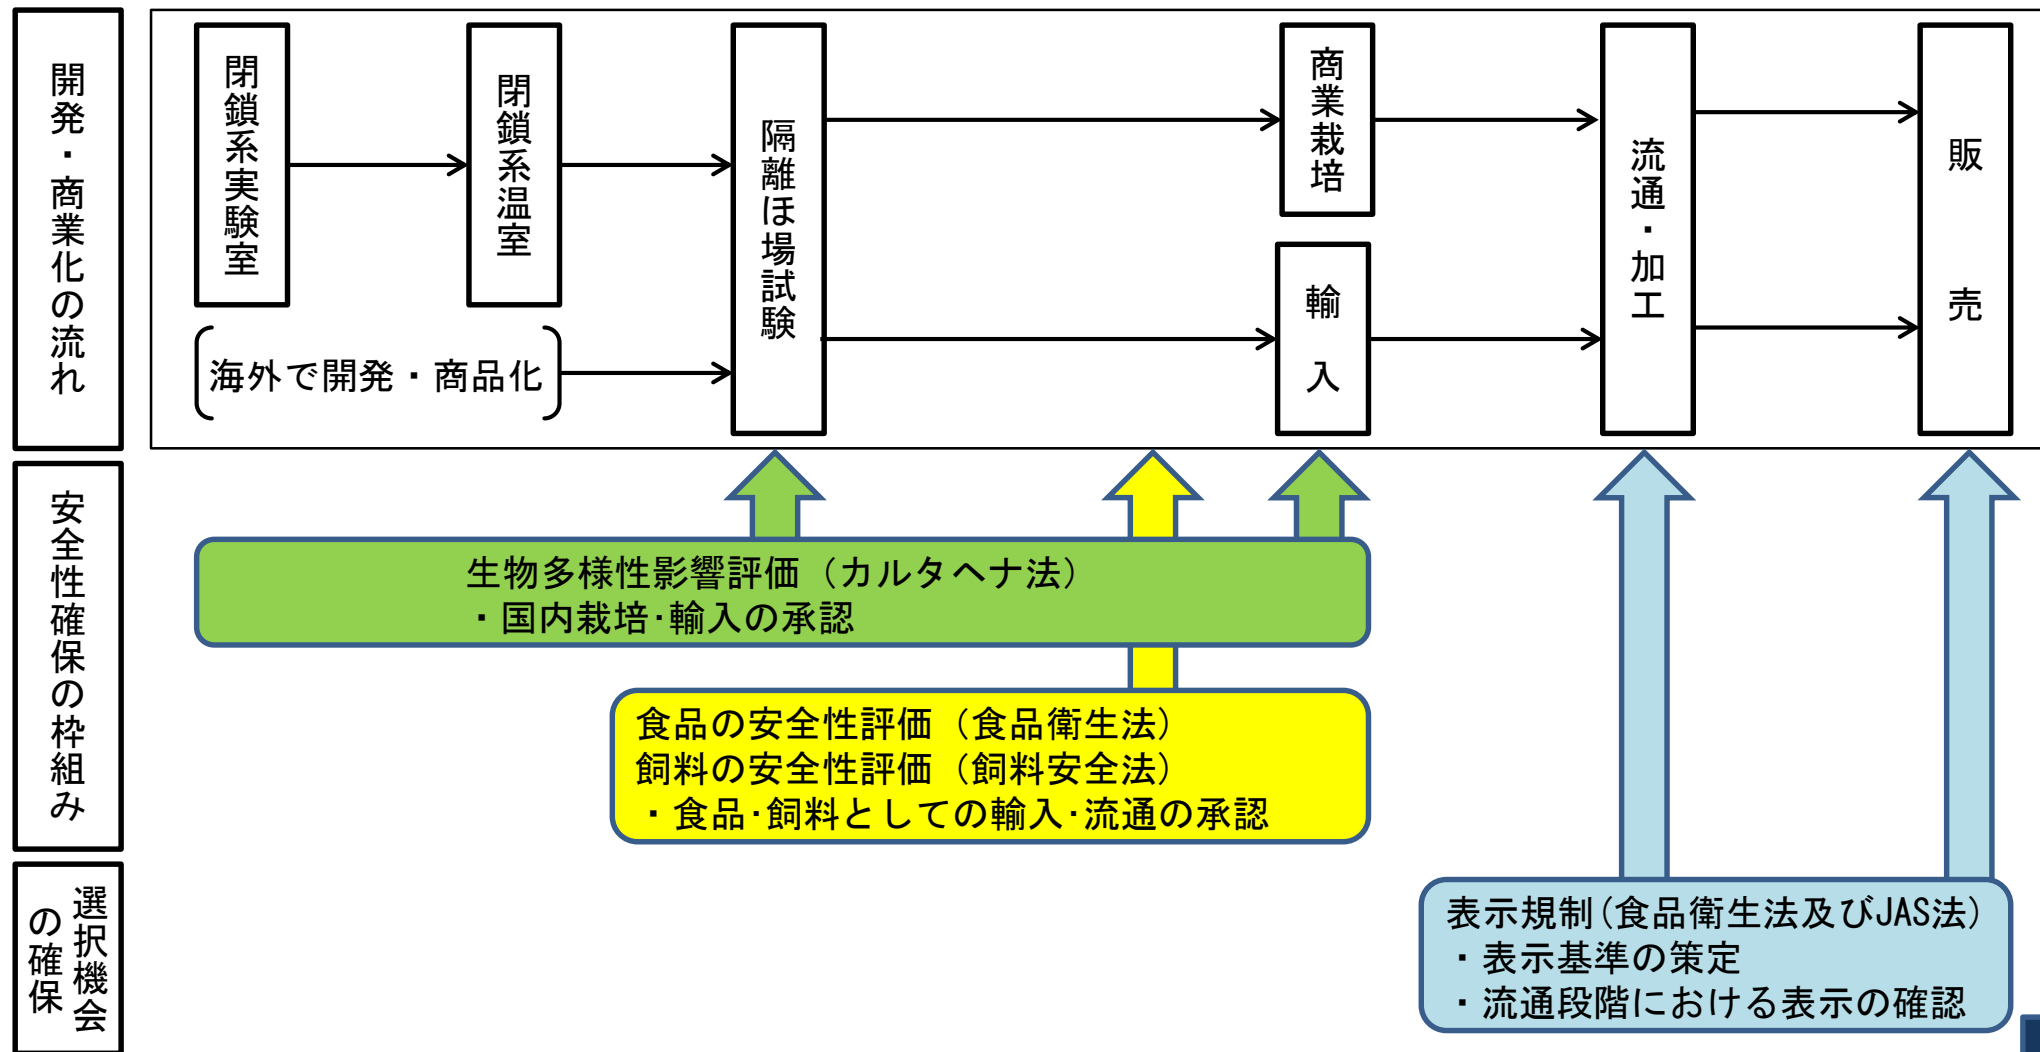 開発・商業化の流れ
閉鎖系実験室
閉鎖系温室
隔離ほ場試験
商業栽培
流通・加工
販売
海外で開発・商品化
輸入
安全性確保の枠組み
生物多様性影響評価（カルタヘナ法）
・国内栽培･輸入の承認
食品の安全性評価（食品衛生法）
飼料の安全性評価（飼料安全法）
・食品･飼料としての輸入･流通の承認
選択機会
の確保
表示規制(食品衛生法及びJAS法)
・表示基準の策定
・流通段階における表示の確認